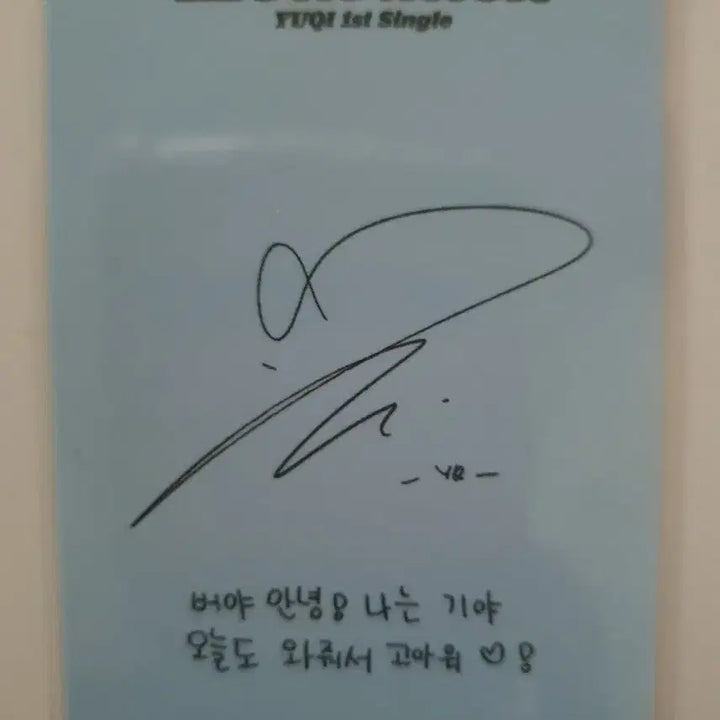 YUQI 1st Single
- YQ -
버야 안녕!! 나는 기야
오늘도 와줘서 고마워 ♡!!